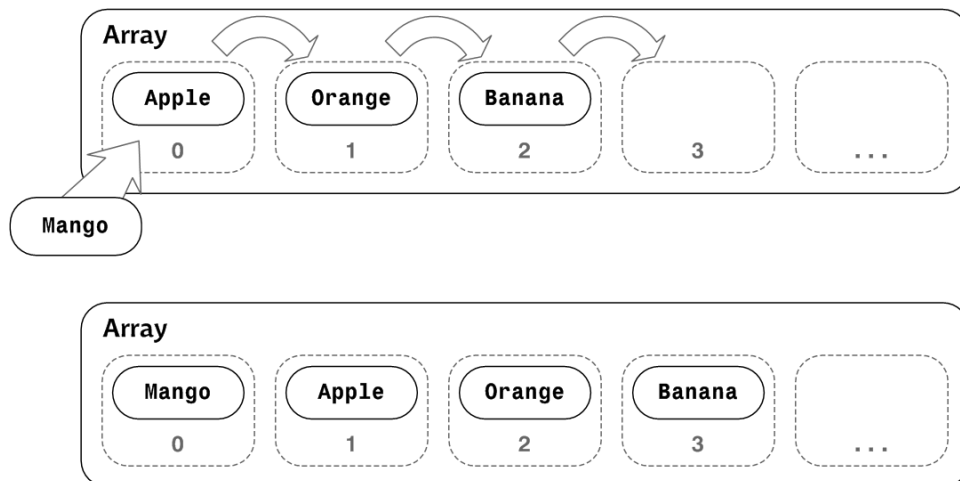 Array
Apple Orange Banana
0 1 2 3 ...
Mango
Array
Mango Apple Orange Banana
0 1 2 3 ...